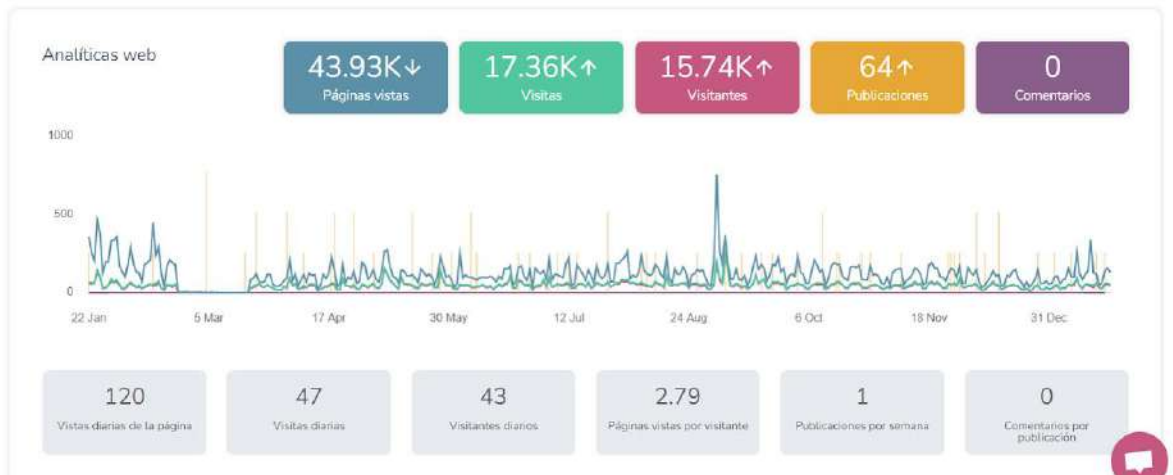 Analíticas web
43.93K↓
Páginas vistas
17.36K↑
Visitas
15.74K↑
Visitantes
64↑
Publicaciones
0
Comentarios
1000
500
0
22 Jan
5 Mar
17 Apr
30 May
12 Jul
24 Aug
6 Oct
18 Nov
31 Dec
120
Vistas diarias de la página
47
Visitas diarias
43
Visitantes diarios
2.79
Páginas vistas por visitante
1
Publicaciones por semana
0
Comentarios por
publicación